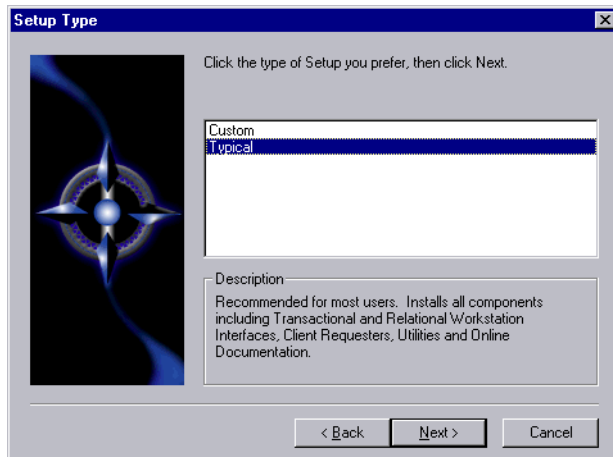 Setup Type
Click the type of Setup you prefer, then click Next.
Custom
Typical
Description
Recommended for most users. Installs all components
including Transactional and Relational Workstation
Interfaces, Client Requesters, Utilities and Online
Documentation.
< Back
Next >
Cancel